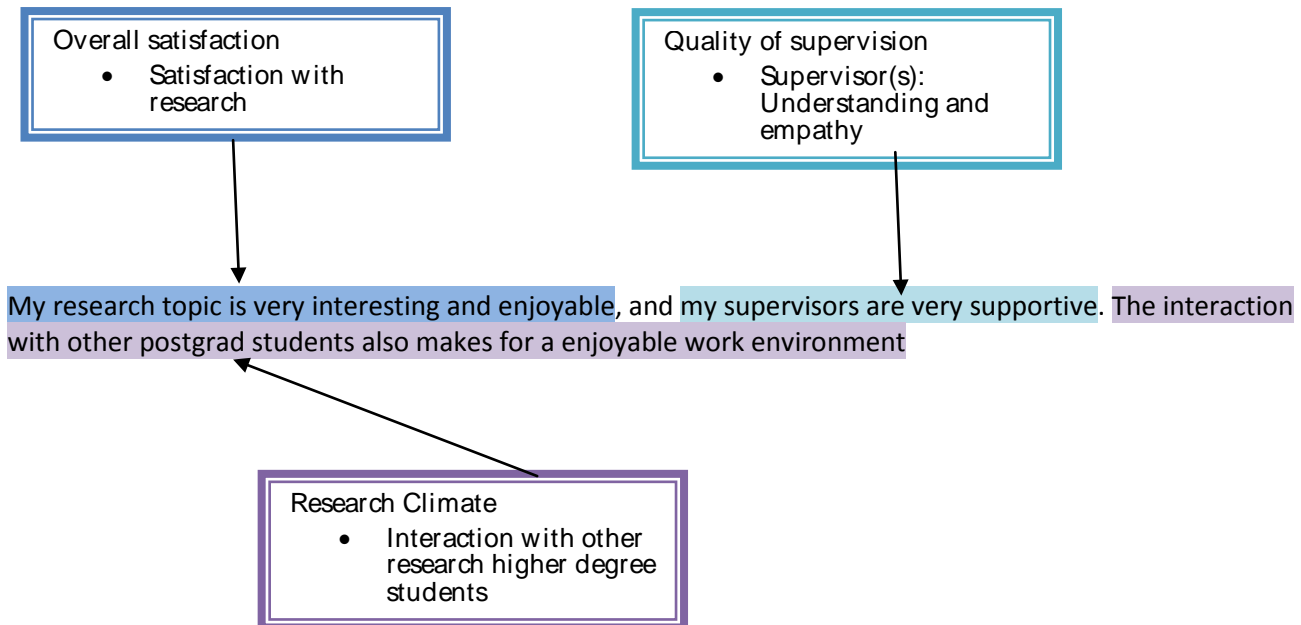 Overall satisfaction
• Satisfaction with
research
Quality of supervision
• Supervisor(s):
Understanding and
empathy
My research topic is very interesting and enjoyable, and my supervisors are very supportive. The interaction
with other postgrad students also makes for a enjoyable work environment
Research Climate
• Interaction with other
research higher degree
students